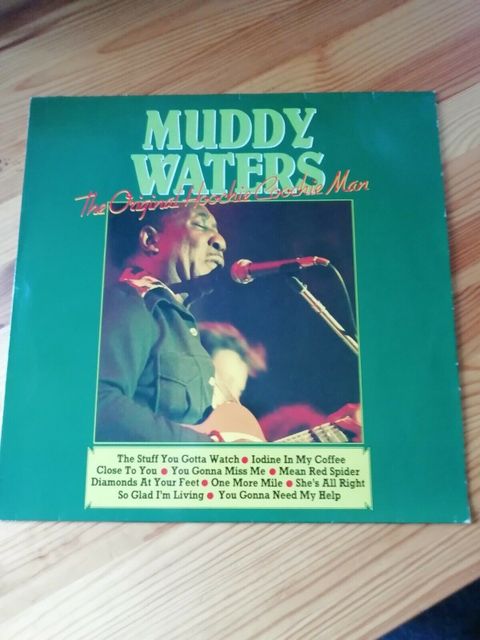 MUDDY
WATERS
The Original Hoochie Coochie Man
The Stuff You Gotta Watch ● Iodine In My Coffee
Close To You ● You Gonna Miss Me ● Mean Red Spider
Diamonds At Your Feet ● One More Mile ● She's All Right
So Glad I'm Living ● You Gonna Need My Help